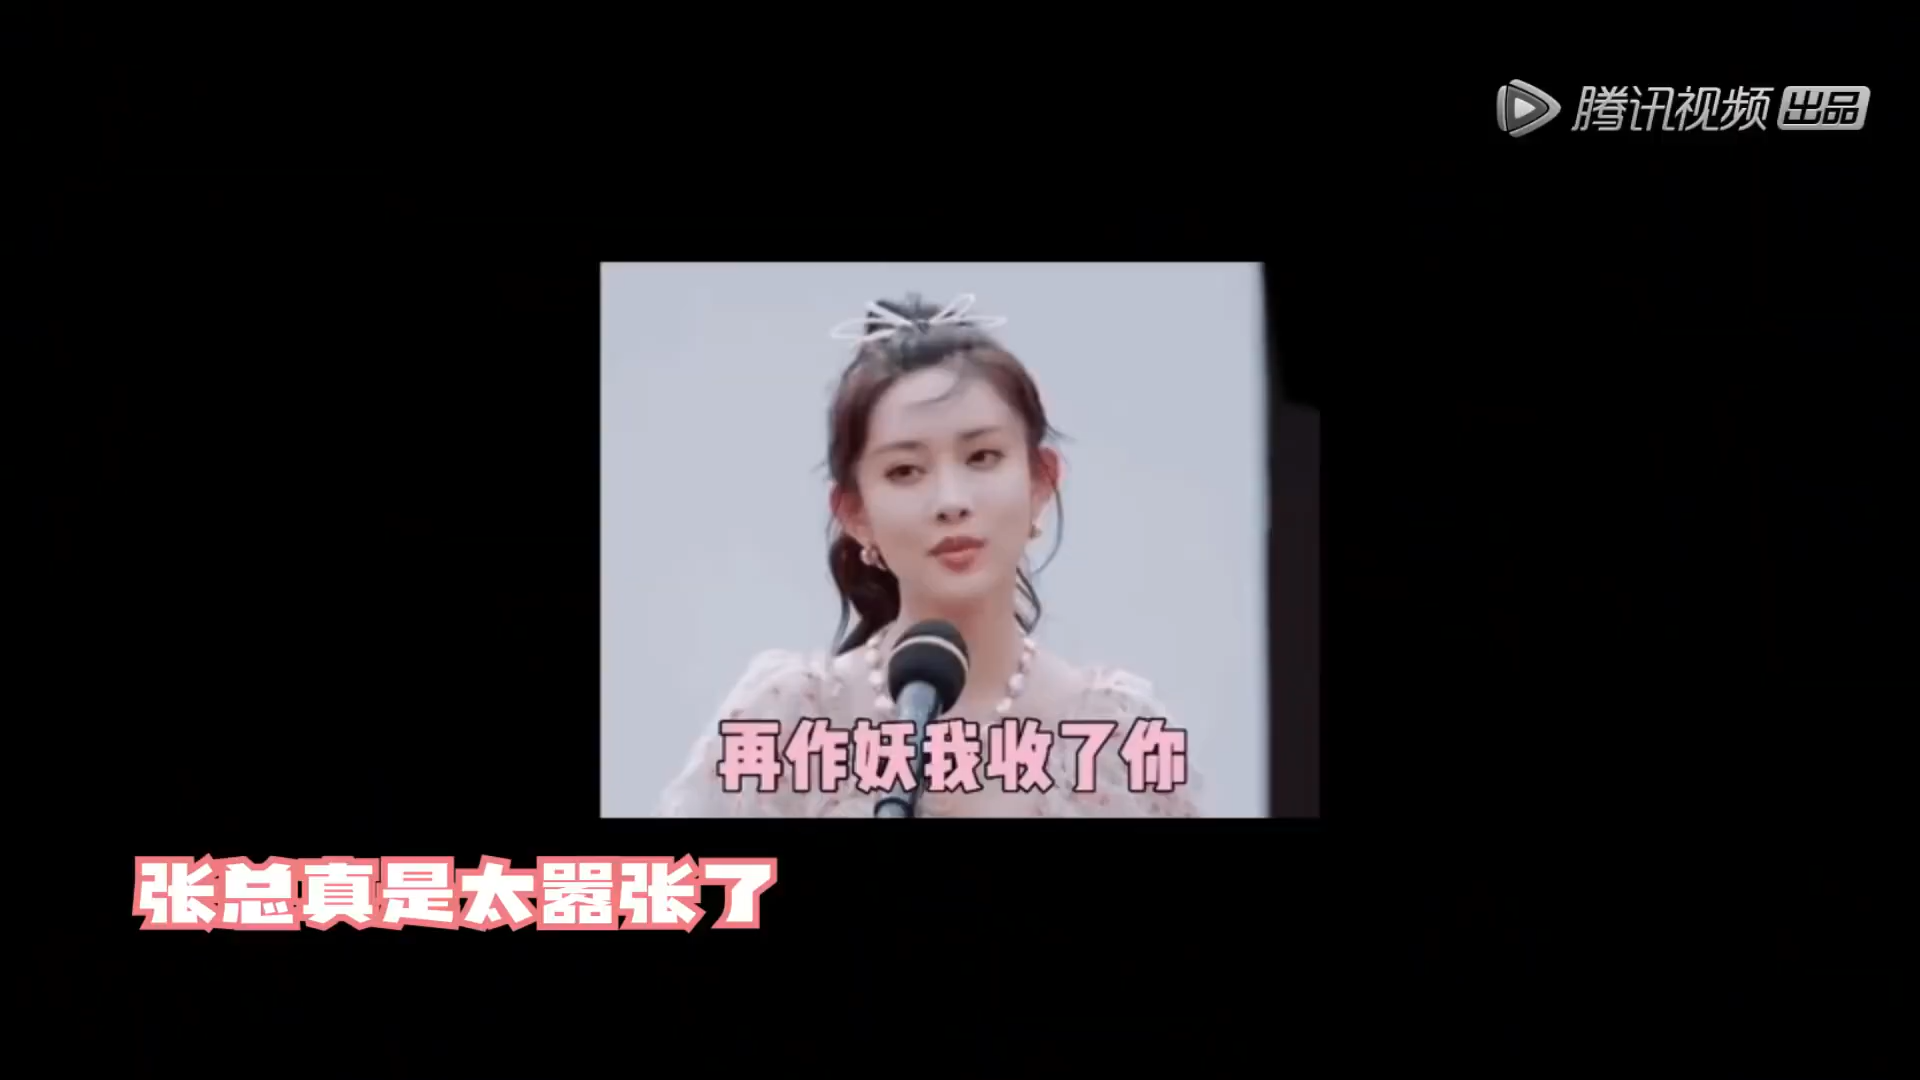 腾讯视频 出品
再作妖我收了你
张总真是太嚣张了